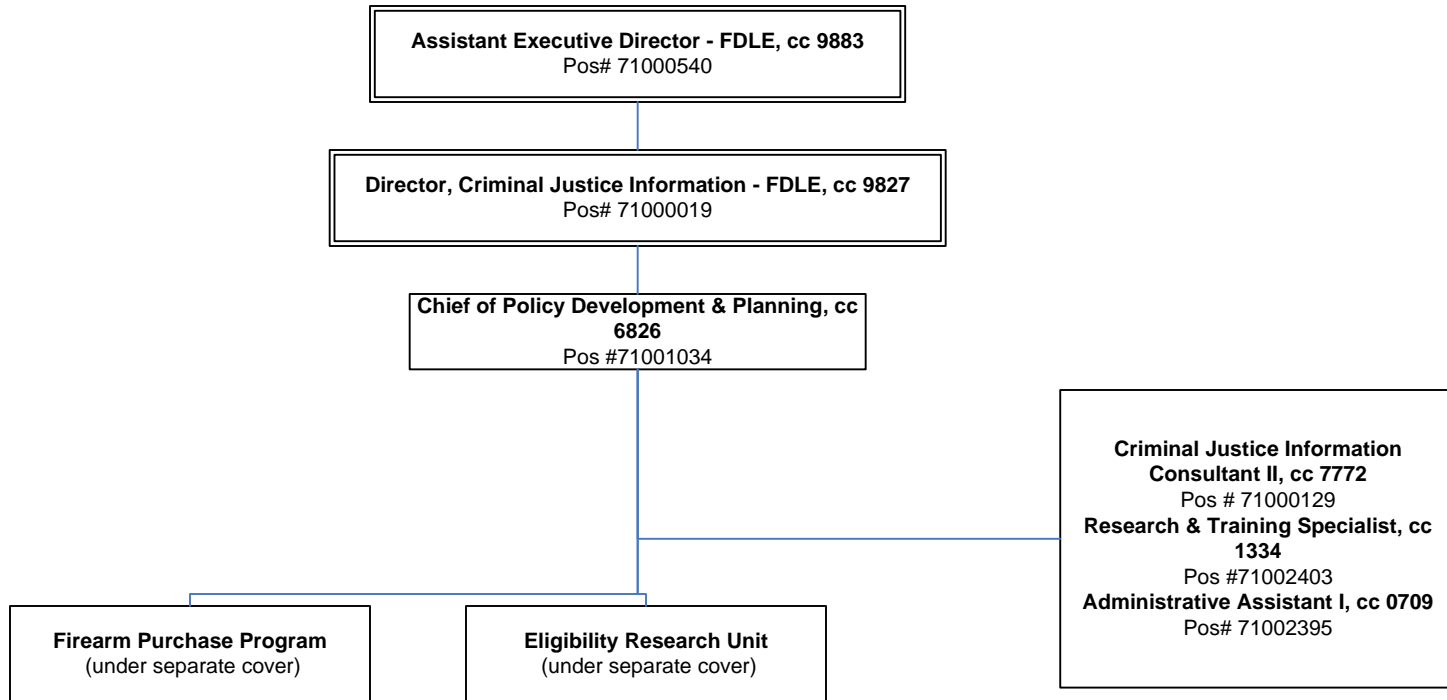 Assistant Executive Director - FDLE, cc 9883
Pos# 71000540
Director, Criminal Justice Information - FDLE, cc 9827
Pos# 71000019
Chief of Policy Development & Planning, cc
6826
Pos #71001034
Criminal Justice Information
Consultant II, cc 7772
Pos # 71000129
Research & Training Specialist, cc
1334
Pos #71002403
Administrative Assistant I, cc 0709
Pos# 71002395
Firearm Purchase Program
(under separate cover)
Eligibility Research Unit
(under separate cover)